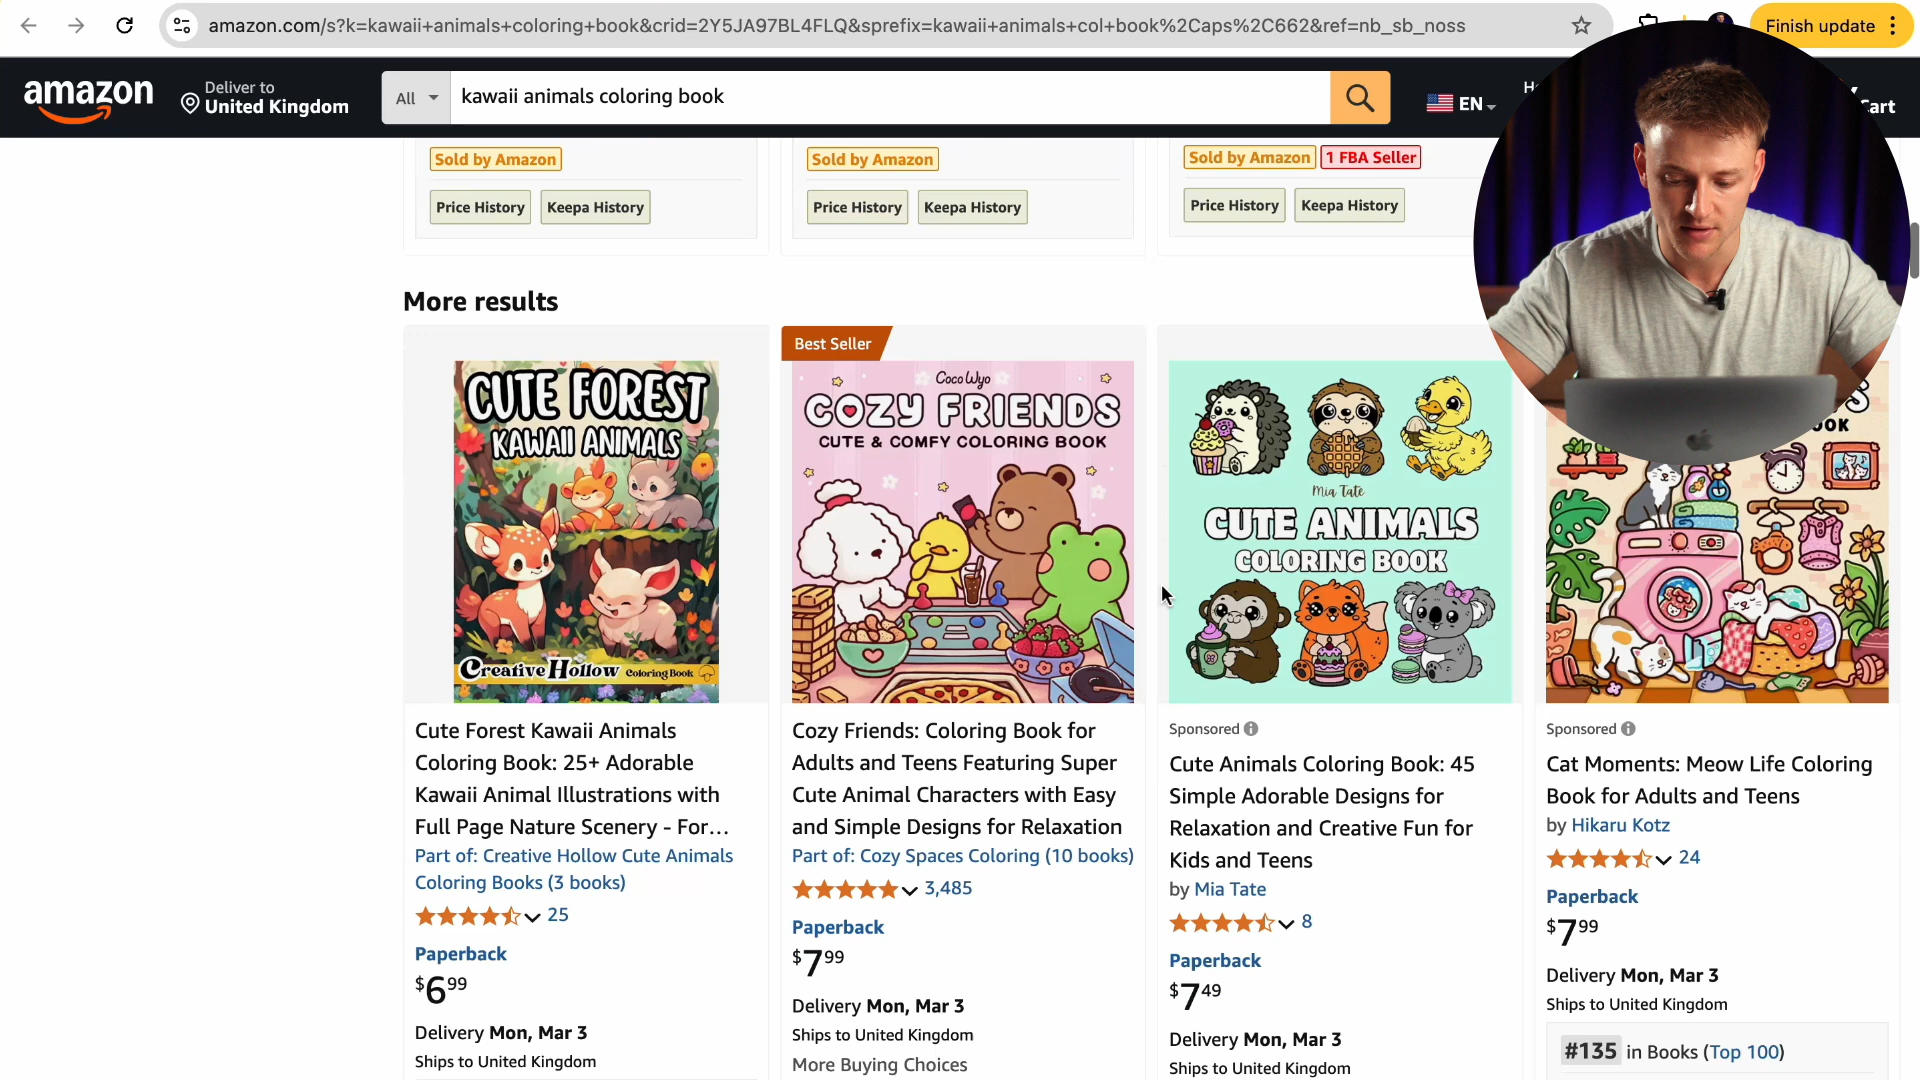 amazon.com/s?k=kawaii+animals+coloring+book&crid=2Y5JA97BL4FLQ&sprefix=kawaii+animals+col+book%2Caps%2C662&ref=nb_sb_noss
Finish update
amazon
Deliver to
United Kingdom
All
kawaii animals coloring book
EN
Cart
Sold by Amazon
Price History
Keepa History
Sold by Amazon
Price History
Keepa History
Sold by Amazon
1 FBA Seller
Price History
Keepa History
More results
CUTE FOREST
KAWAII ANIMALS
Creative Hollow Coloring Book
Cute Forest Kawaii Animals
Coloring Book: 25+ Adorable
Kawaii Animal Illustrations with
Full Page Nature Scenery - For...
Part of: Creative Hollow Cute Animals
Coloring Books (3 books)
25
Paperback
$6.99
Delivery Mon, Mar 3
Ships to United Kingdom
Best Seller
Coco Wyo
COZY FRIENDS
CUTE & COMFY COLORING BOOK
Cozy Friends: Coloring Book for
Adults and Teens Featuring Super
Cute Animal Characters with Easy
and Simple Designs for Relaxation
Part of: Cozy Spaces Coloring (10 books)
3,485
Paperback
$7.99
Delivery Mon, Mar 3
Ships to United Kingdom
More Buying Choices
Mia Tate
CUTE ANIMALS
COLORING BOOK
Sponsored
Cute Animals Coloring Book: 45
Simple Adorable Designs for
Relaxation and Creative Fun for
Kids and Teens
by Mia Tate
8
Paperback
$7.49
Delivery Mon, Mar 3
Ships to United Kingdom
Sponsored
Cat Moments: Meow Life Coloring
Book for Adults and Teens
by Hikaru Kotz
24
Paperback
$7.99
Delivery Mon, Mar 3
Ships to United Kingdom
#135 in Books (Top 100)